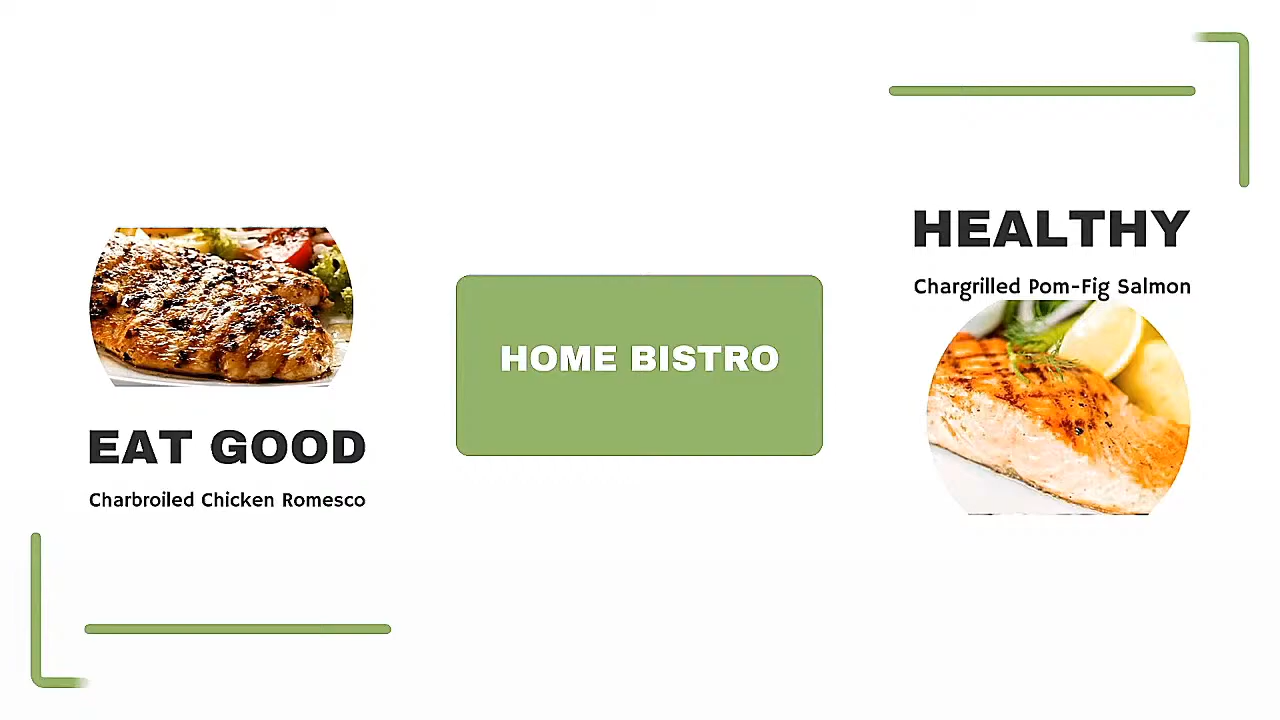 EAT GOOD
Charbroiled Chicken Romesco
HOME BISTRO
HEALTHY
Chargrilled Pom-Fig Salmon